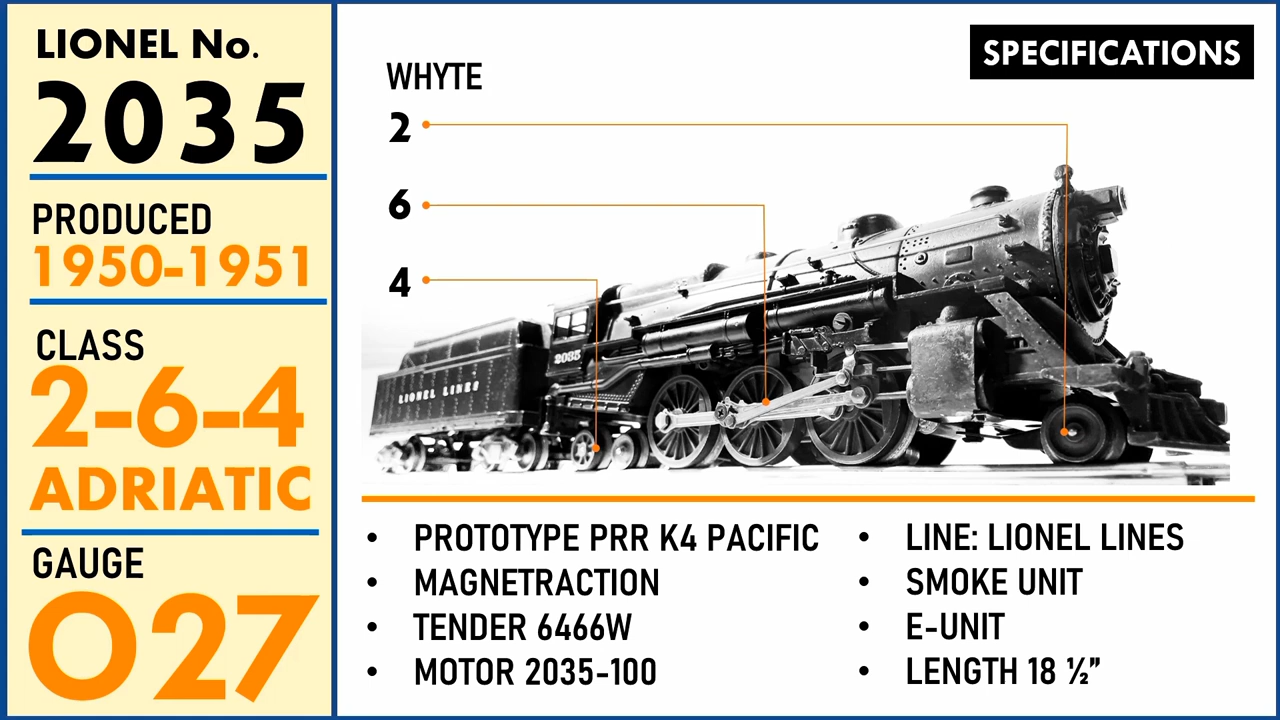 LIONEL No.
2035
PRODUCED
1950-1951
CLASS
2-6-4
ADRIATIC
GAUGE
O27
SPECIFICATIONS
WHYTE
2
6
4
2035
LIONEL LINES
• PROTOTYPE PRR K4 PACIFIC
• MAGNETRACTION
• TENDER 6466W
• MOTOR 2035-100
• LINE: LIONEL LINES
• SMOKE UNIT
• E-UNIT
• LENGTH 18 ½”